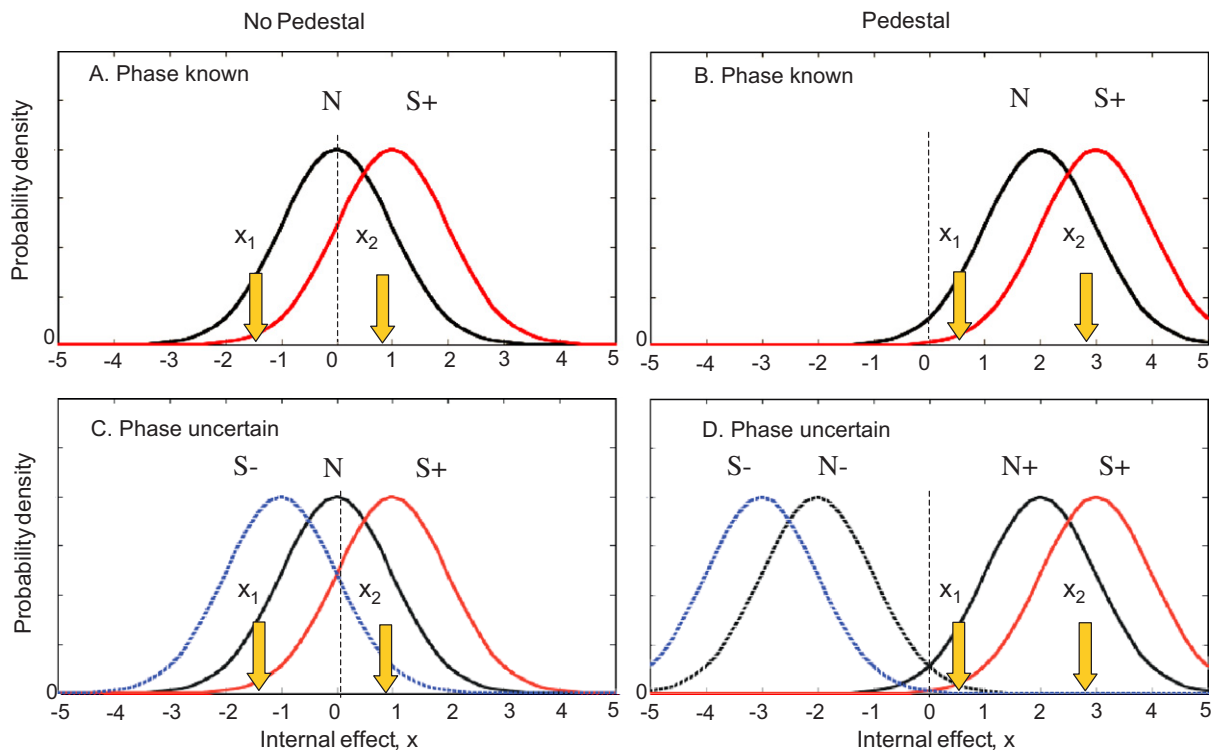 No Pedestal
Pedestal
A. Phase known
N S+
x1 x2
Probability density
0
-5 -4 -3 -2 -1 0 1 2 3 4 5
B. Phase known
N S+
x1 x2
0
-5 -4 -3 -2 -1 0 1 2 3 4 5
C. Phase uncertain
S- N S+
x1 x2
Probability density
0
-5 -4 -3 -2 -1 0 1 2 3 4 5
Internal effect, x
D. Phase uncertain
S- N- N+ S+
x1 x2
0
-5 -4 -3 -2 -1 0 1 2 3 4 5
Internal effect, x